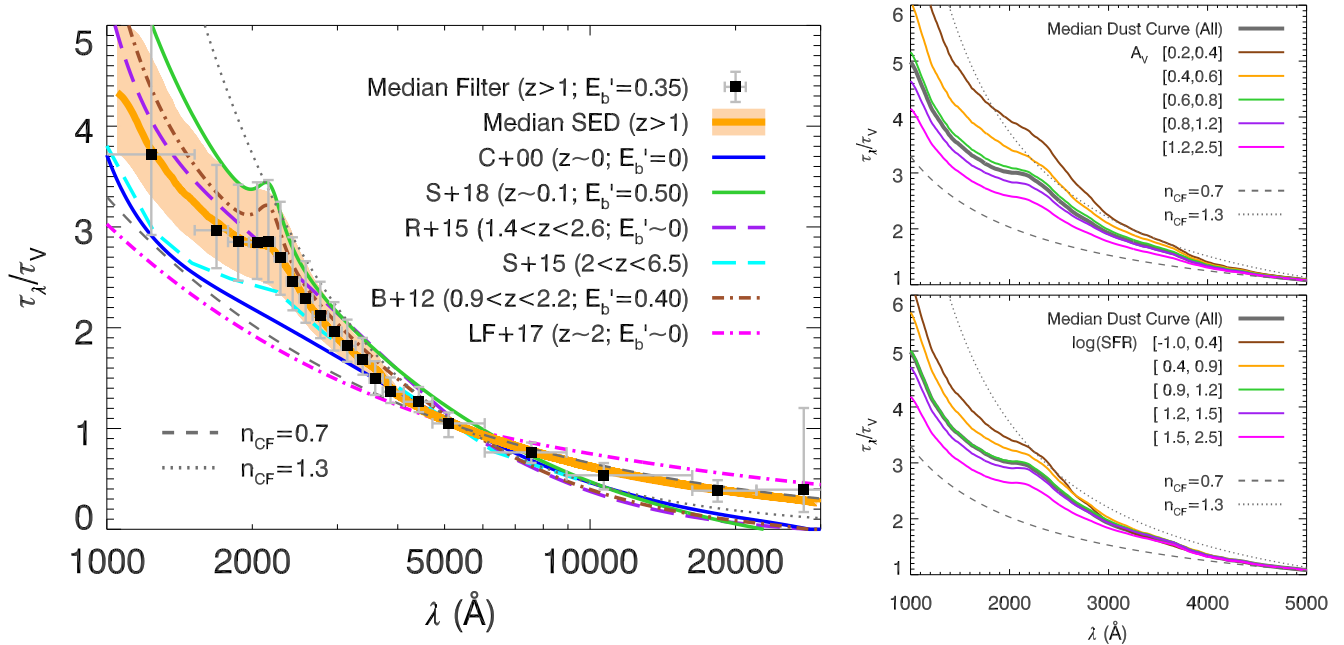 5
4
3
2
1
0
τλ/τV
Median Filter (z>1; Eb'=0.35)
Median SED (z>1)
C+00 (z~0; Eb'=0)
S+18 (z~0.1; Eb'=0.50)
R+15 (1.4<z<2.6; Eb'~0)
S+15 (2<z<6.5)
B+12 (0.9<z<2.2; Eb'=0.40)
LF+17 (z~2; Eb'~0)
nCF=0.7
nCF=1.3
1000 2000 5000 10000 20000
λ (Å)
6
5
4
3
2
1
τλ/τV
Median Dust Curve (All)
AV [0.2,0.4]
[0.4,0.6]
[0.6,0.8]
[0.8,1.2]
[1.2,2.5]
nCF=0.7
nCF=1.3
6
5
4
3
2
1
τλ/τV
Median Dust Curve (All)
log(SFR) [-1.0, 0.4]
[ 0.4, 0.9]
[ 0.9, 1.2]
[ 1.2, 1.5]
[ 1.5, 2.5]
nCF=0.7
nCF=1.3
1000 2000 3000 4000 5000
λ (Å)